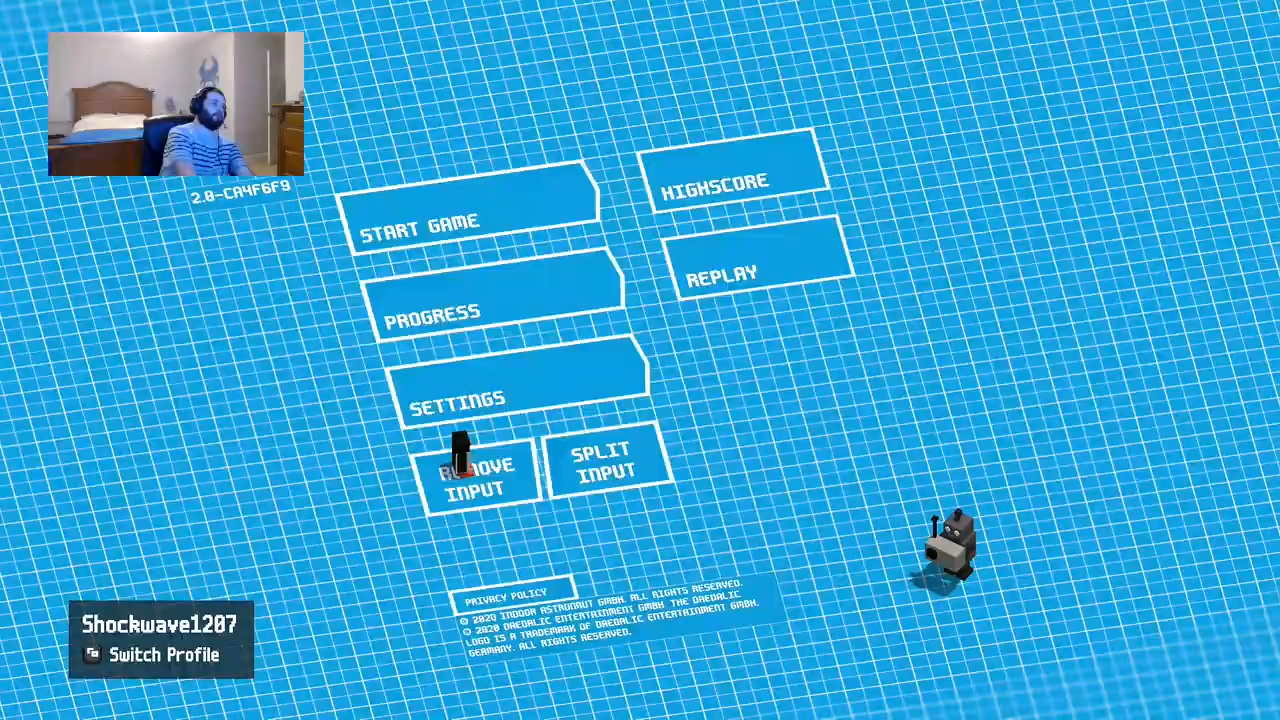 2.0-CA4F6F9
START GAME
HIGHSCORE
PROGRESS
REPLAY
SETTINGS
REMOVE
INPUT
SPLIT
INPUT
PRIVACY POLICY
© 2020 INDOOR ASTRONAUT GMBH. ALL RIGHTS RESERVED.
© 2020 DAEDALIC ENTERTAINMENT GMBH. THE DAEDALIC
LOGO IS A TRADEMARK OF DAEDALIC ENTERTAINMENT GMBH,
GERMANY. ALL RIGHTS RESERVED.
Shockwave1207
Switch Profile